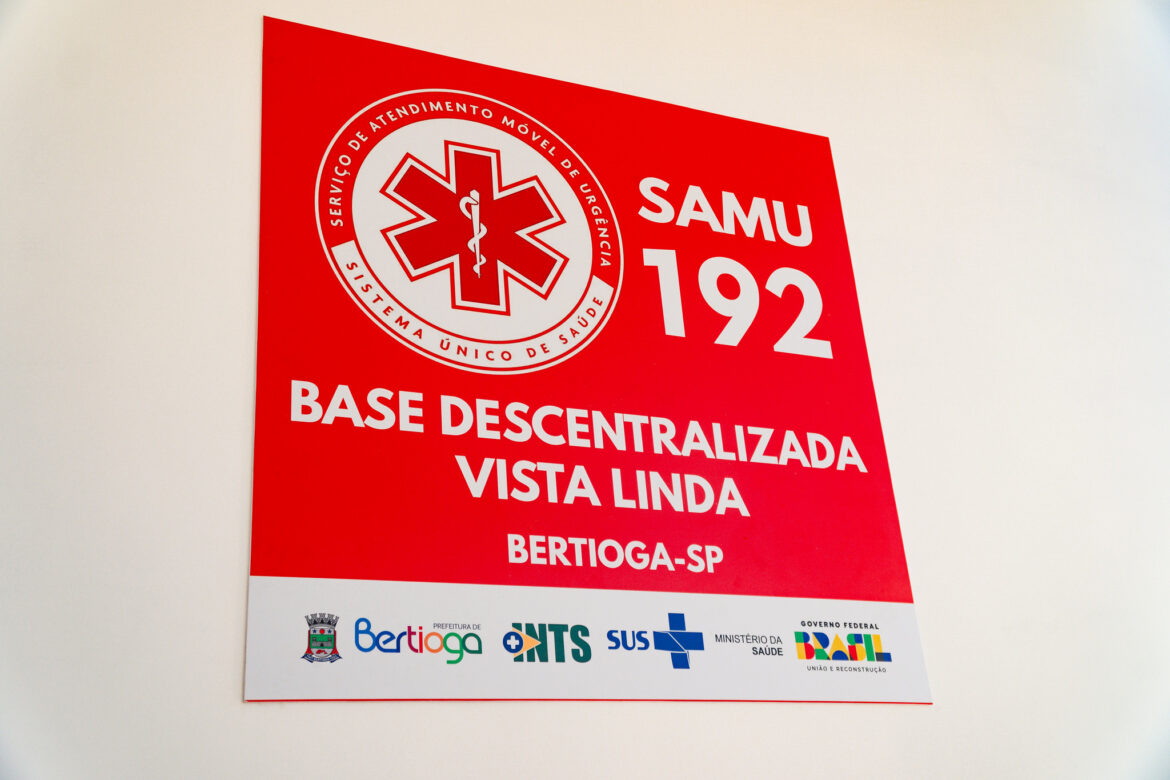 SERVIÇO DE ATENDIMENTO MÓVEL DE URGÊNCIA
SISTEMA ÚNICO DE SAÚDE
SAMU
192
BASE DESCENTRALIZADA
VISTA LINDA
BERTIOGA-SP
PREFEITURA DE
Bertioga
INTS
SUS
MINISTÉRIO DA
SAÚDE
GOVERNO FEDERAL
BRASIL
UNIÃO E RECONSTRUÇÃO